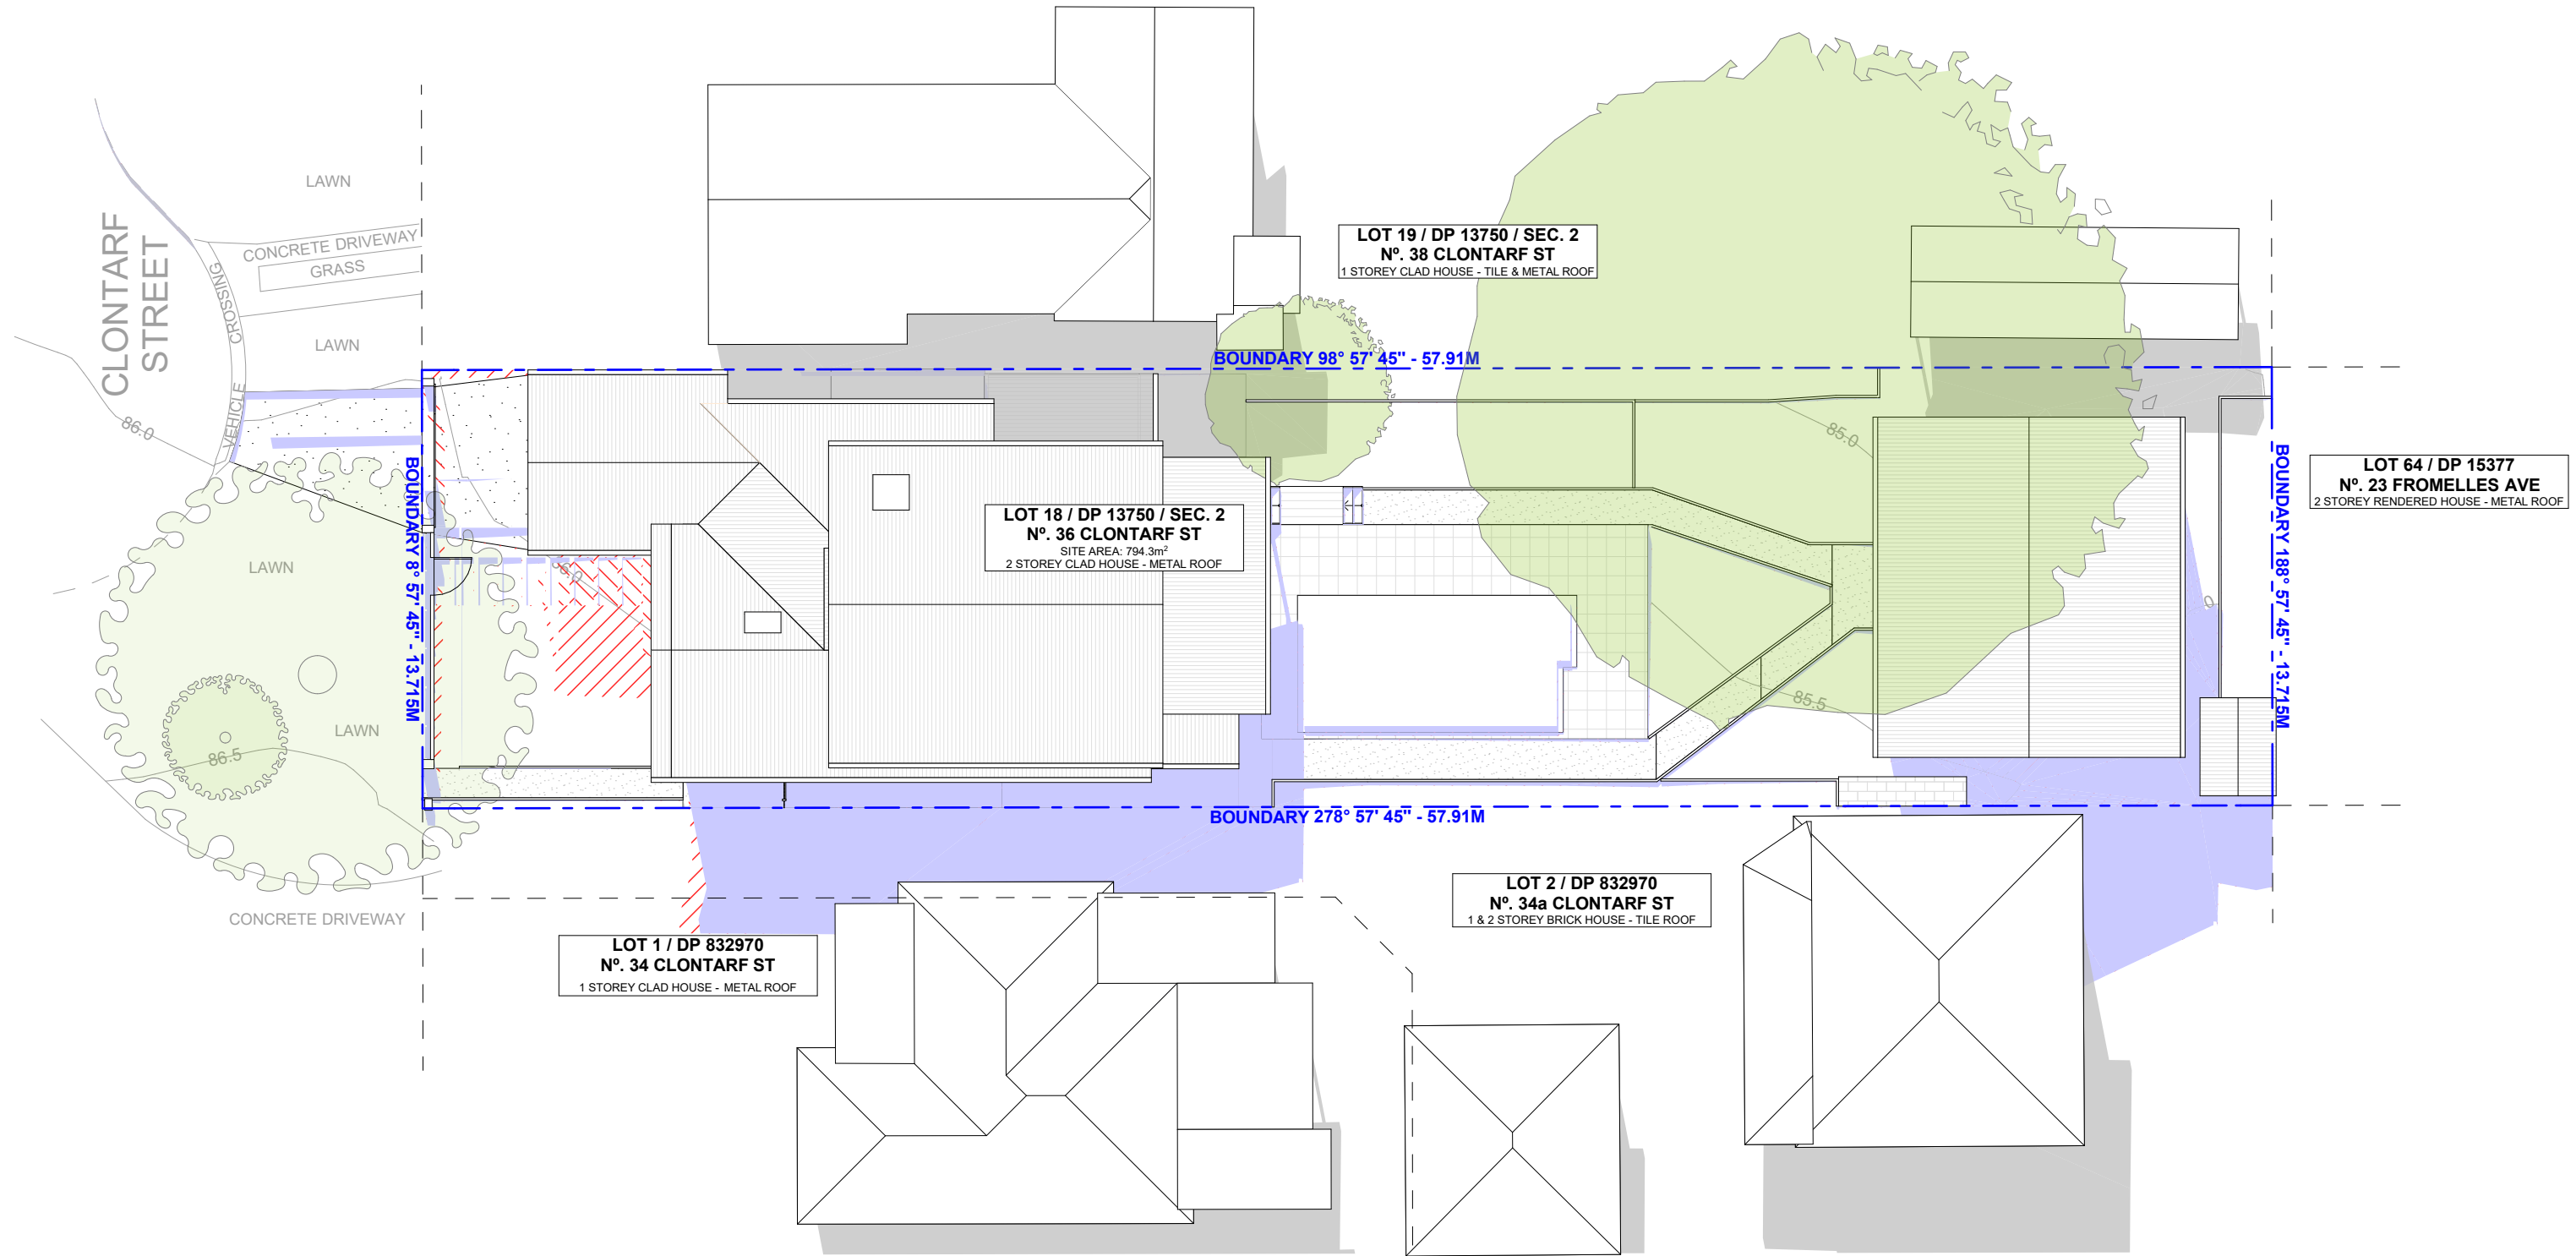 CLONTARF
STREET
LAWN
CONCRETE DRIVEWAY
GRASS
LAWN
VEHICLE CROSSING
86.0
LAWN
LAWN
86.5
CONCRETE DRIVEWAY
86.0
BOUNDARY 8° 57' 45" - 13.715M
BOUNDARY 98° 57' 45" - 57.91M
LOT 19 / DP 13750 / SEC. 2
Nº. 38 CLONTARF ST
1 STOREY CLAD HOUSE - TILE & METAL ROOF
LOT 18 / DP 13750 / SEC. 2
Nº. 36 CLONTARF ST
SITE AREA: 794.3m²
2 STOREY CLAD HOUSE - METAL ROOF
85.0
85.5
BOUNDARY 188° 57' 45" - 13.715M
LOT 64 / DP 15377
Nº. 23 FROMELLES AVE
2 STOREY RENDERED HOUSE - METAL ROOF
BOUNDARY 278° 57' 45" - 57.91M
LOT 1 / DP 832970
Nº. 34 CLONTARF ST
1 STOREY CLAD HOUSE - METAL ROOF
LOT 2 / DP 832970
Nº. 34a CLONTARF ST
1 & 2 STOREY BRICK HOUSE - TILE ROOF